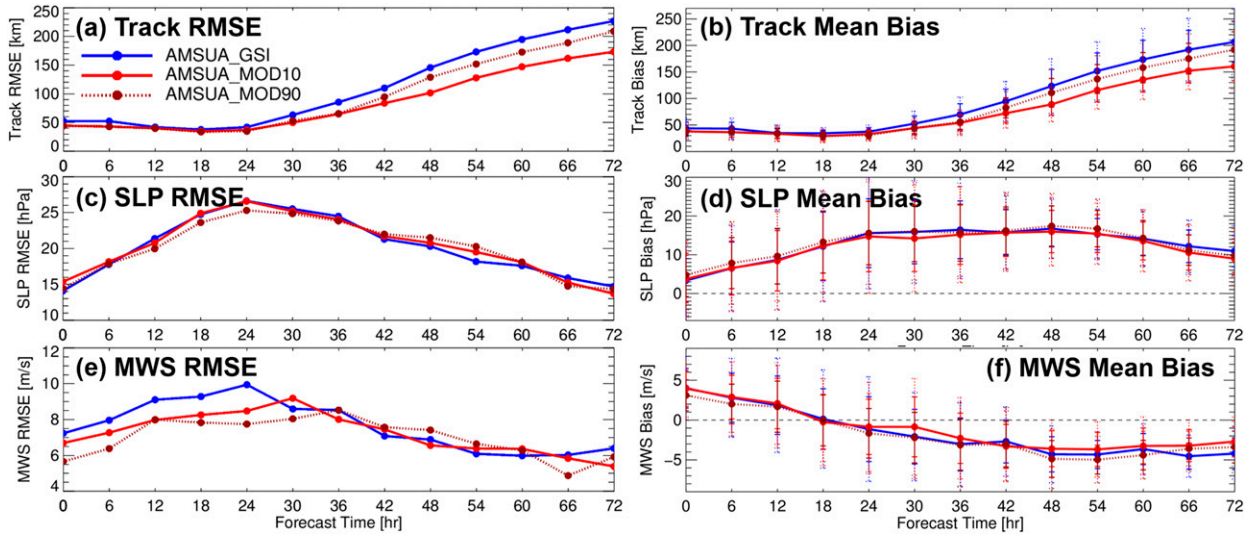 (a) Track RMSE
Track RMSE [km]
250
200
150
100
50
0
AMSUA_GSI
AMSUA_MOD10
AMSUA_MOD90
0 6 12 18 24 30 36 42 48 54 60 66 72
(b) Track Mean Bias
Track Bias [km]
250
200
150
100
50
0
0 6 12 18 24 30 36 42 48 54 60 66 72
(c) SLP RMSE
SLP RMSE [hPa]
30
25
20
15
10
0 6 12 18 24 30 36 42 48 54 60 66 72
(d) SLP Mean Bias
SLP Bias [hPa]
30
20
10
0
0 6 12 18 24 30 36 42 48 54 60 66 72
(e) MWS RMSE
MWS RMSE [m/s]
12
10
8
6
4
0 6 12 18 24 30 36 42 48 54 60 66 72
Forecast Time [hr]
(f) MWS Mean Bias
MWS Bias [m/s]
5
0
−5
0 6 12 18 24 30 36 42 48 54 60 66 72
Forecast Time [hr]